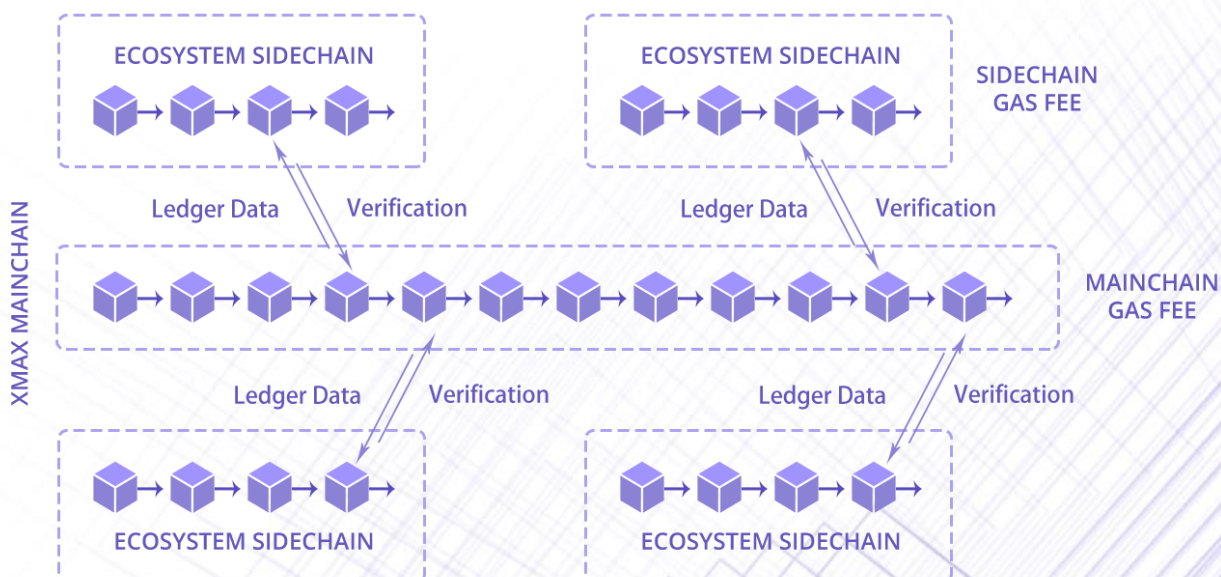 ECOSYSTEM SIDECHAIN
ECOSYSTEM SIDECHAIN
SIDECHAIN
GAS FEE
Ledger Data
Verification
Ledger Data
Verification
XMAX MAINCHAIN
MAINCHAIN
GAS FEE
Ledger Data
Verification
Ledger Data
Verification
ECOSYSTEM SIDECHAIN
ECOSYSTEM SIDECHAIN